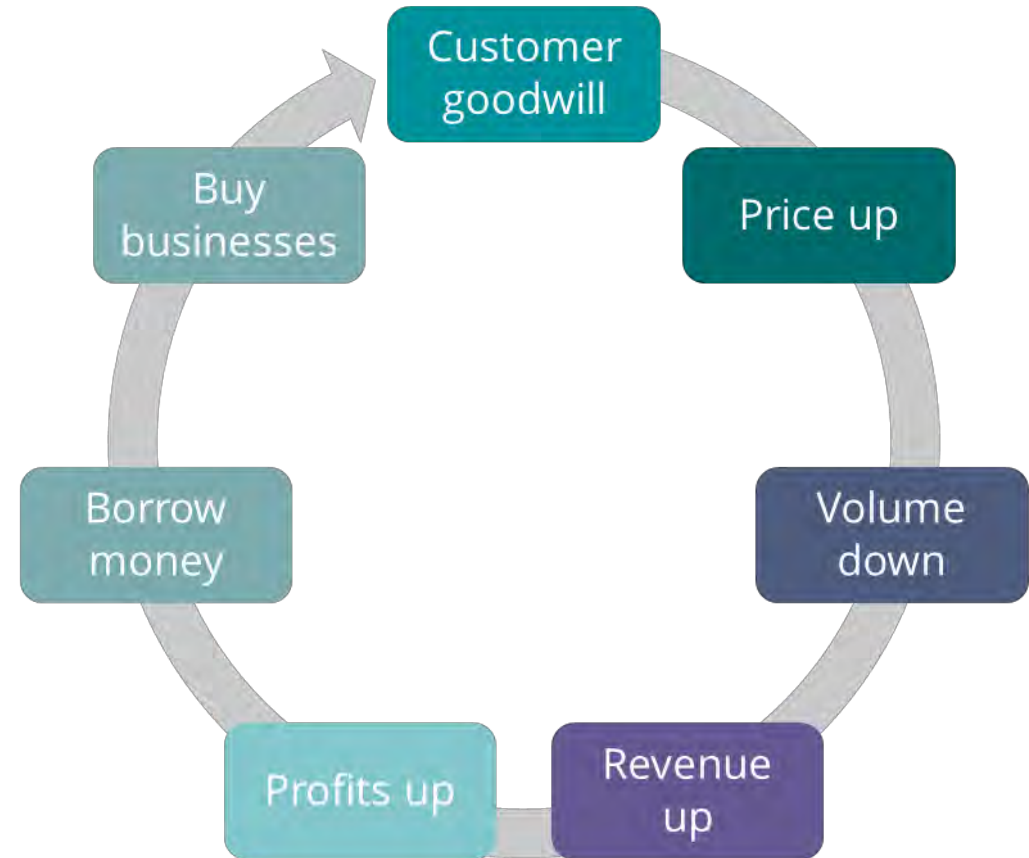 Customer
goodwill
Price up
Volume
down
Revenue
up
Profits up
Borrow
money
Buy
businesses